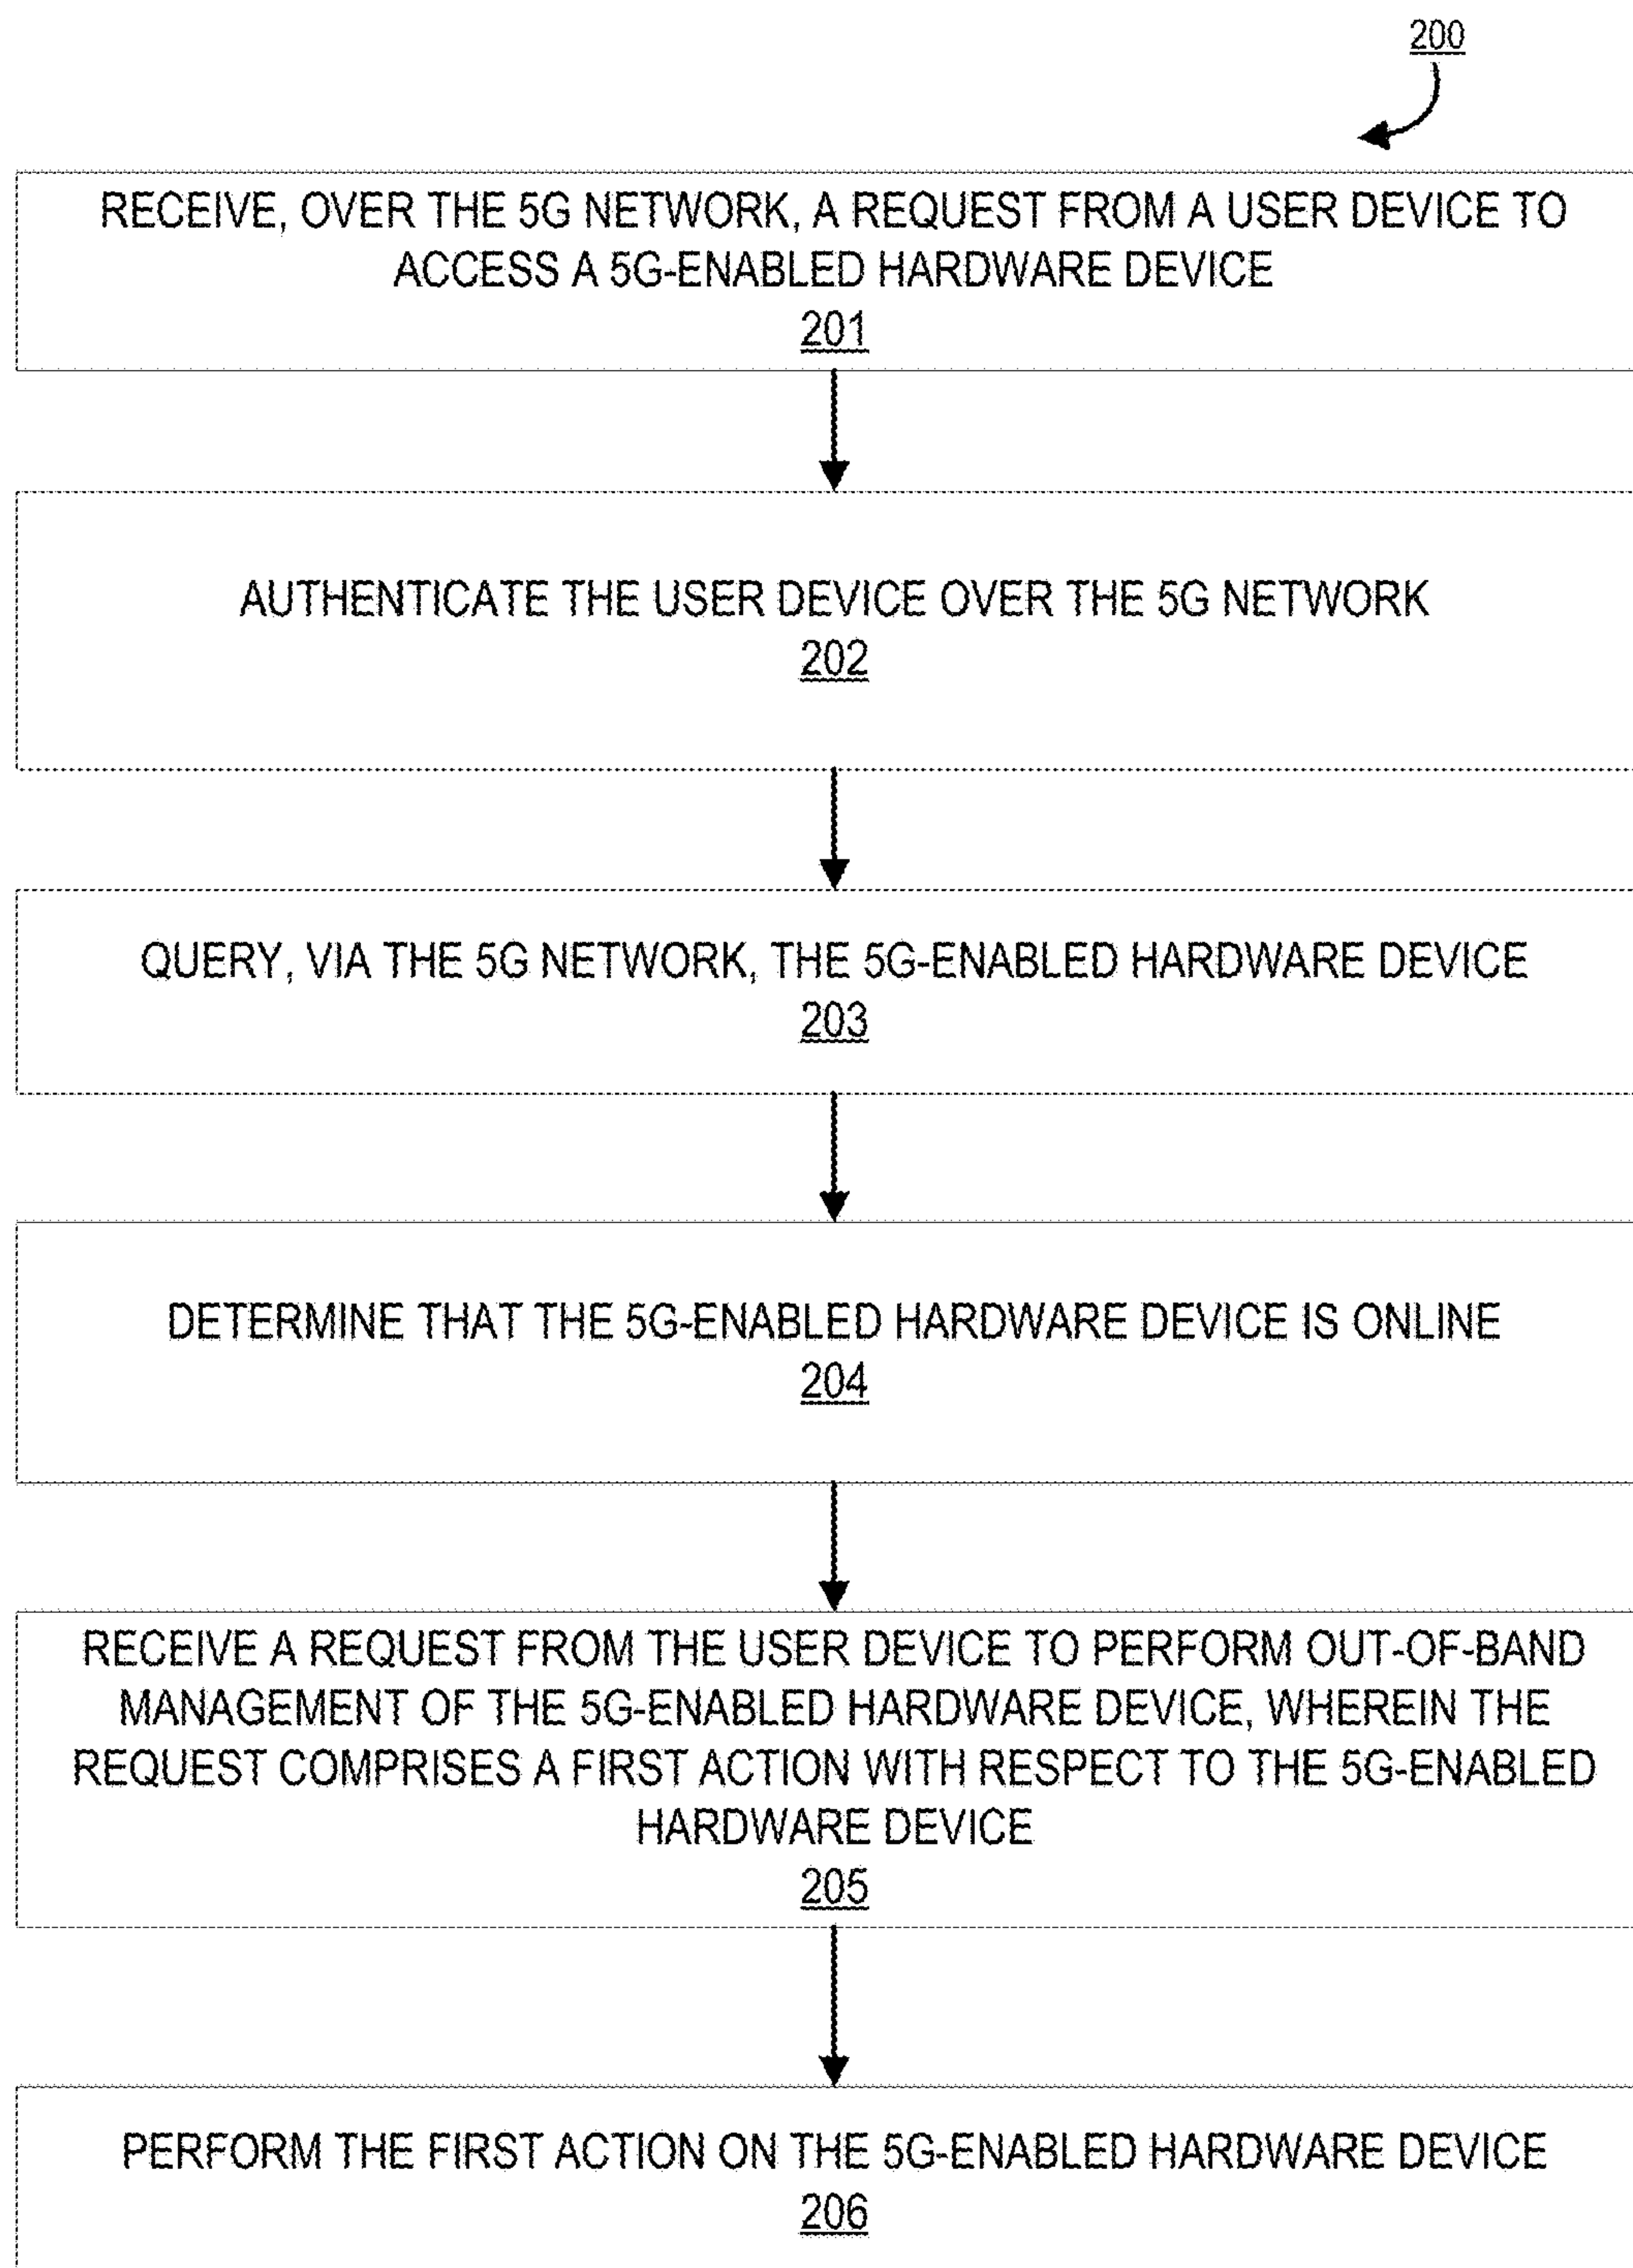 200
RECEIVE, OVER THE 5G NETWORK, A REQUEST FROM A USER DEVICE TO
ACCESS A 5G-ENABLED HARDWARE DEVICE
201
AUTHENTICATE THE USER DEVICE OVER THE 5G NETWORK
202
QUERY, VIA THE 5G NETWORK, THE 5G-ENABLED HARDWARE DEVICE
203
DETERMINE THAT THE 5G-ENABLED HARDWARE DEVICE IS ONLINE
204
RECEIVE A REQUEST FROM THE USER DEVICE TO PERFORM OUT-OF-BAND
MANAGEMENT OF THE 5G-ENABLED HARDWARE DEVICE, WHEREIN THE
REQUEST COMPRISES A FIRST ACTION WITH RESPECT TO THE 5G-ENABLED
HARDWARE DEVICE
205
PERFORM THE FIRST ACTION ON THE 5G-ENABLED HARDWARE DEVICE
206